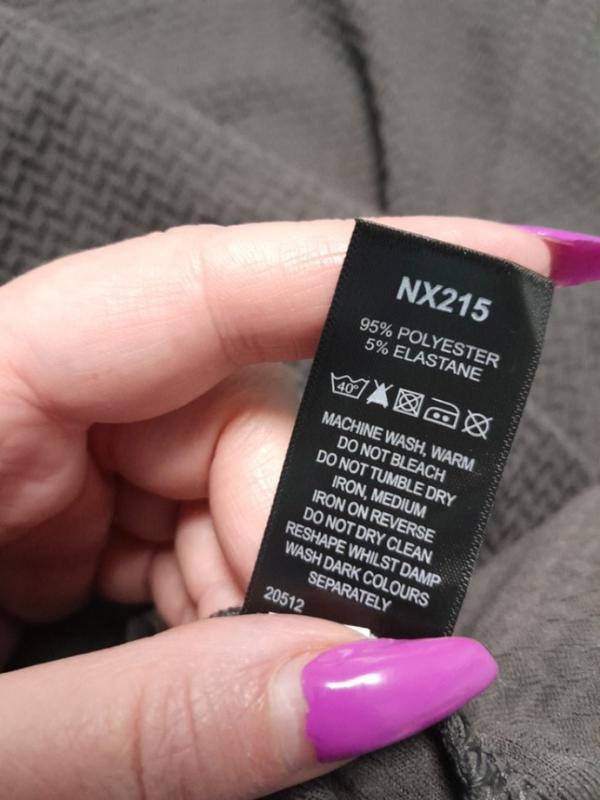 NX215
95% POLYESTER
5% ELASTANE
40°
MACHINE WASH, WARM
DO NOT BLEACH
DO NOT TUMBLE DRY
IRON, MEDIUM
IRON ON REVERSE
DO NOT DRY CLEAN
RESHAPE WHILST DAMP
WASH DARK COLOURS
SEPARATELY
20512